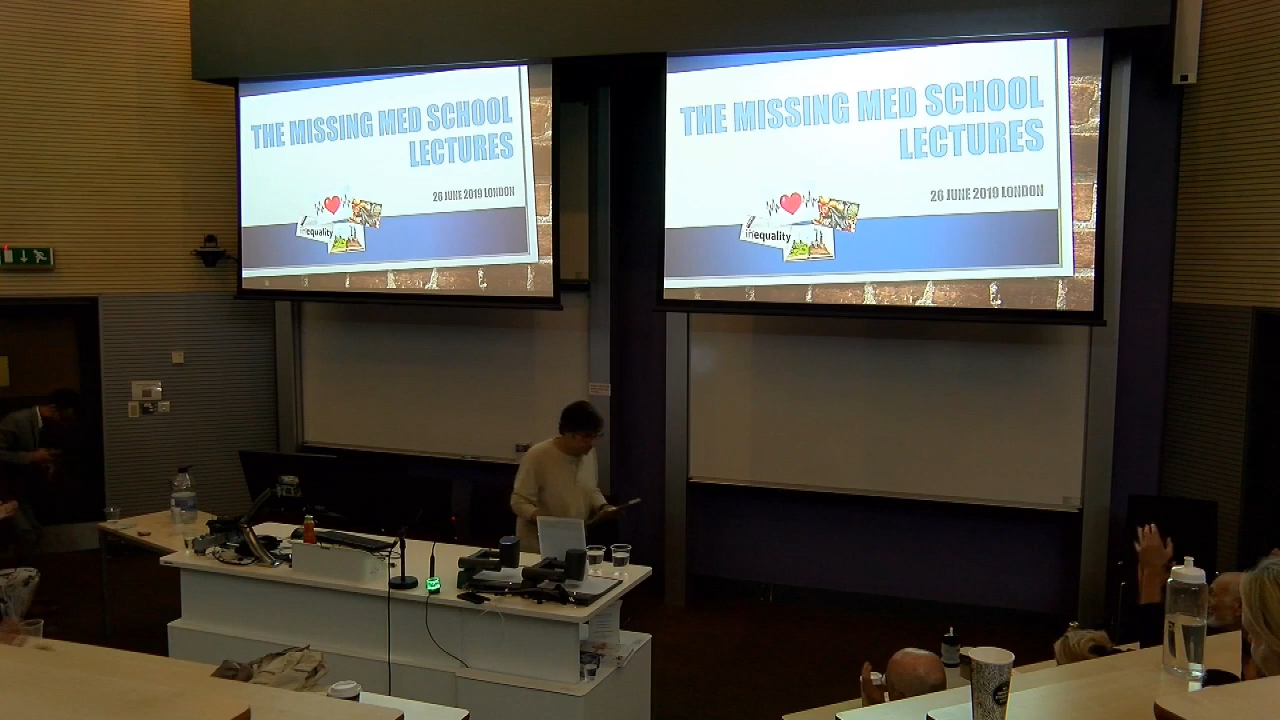 THE MISSING MED SCHOOL
LECTURES
26 JUNE 2019 LONDON
inequality
THE MISSING MED SCHOOL
LECTURES
26 JUNE 2019 LONDON
inequality